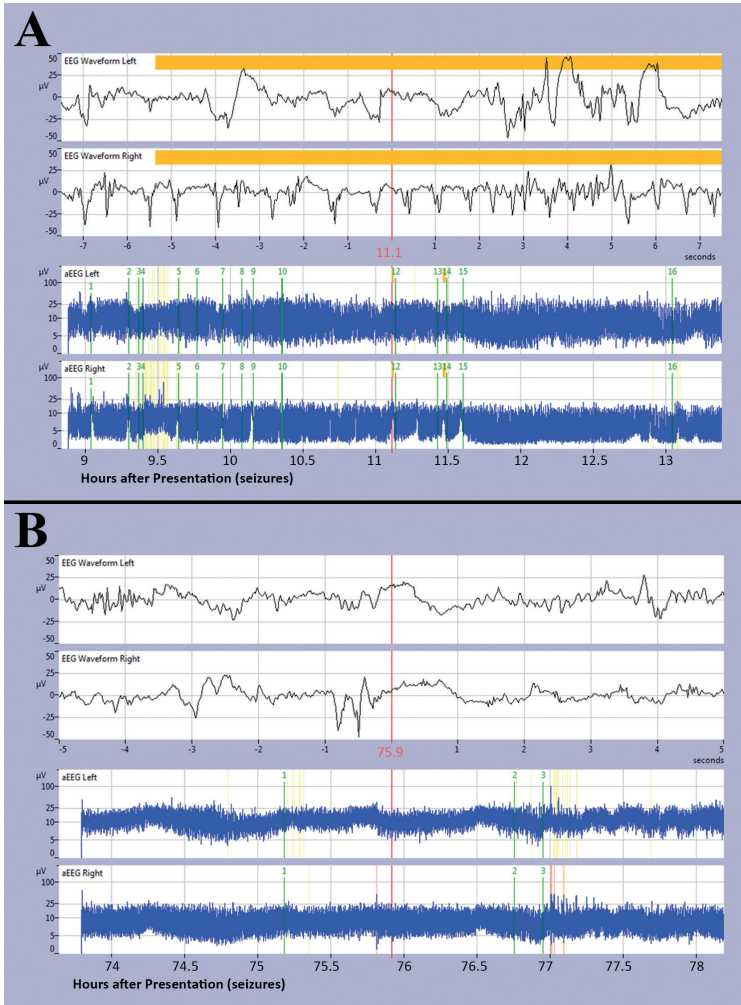 A
EEG Waveform Left
50
µV
25
0
-25
-50
EEG Waveform Right
50
µV
25
0
-25
-50
-7 -6 -5 -4 -3 -2 -1 1 2 3 4 5 6 7
11.1
seconds
aEEG Left
µV
100
25
10
5
0
1 2 34 5 6 7 8 9 10 12 13 14 15 16
aEEG Right
µV
100
25
10
5
0
1 2 34 5 6 7 8 9 10 12 13 14 15 16
9 9.5 10 10.5 11 11.5 12 12.5 13
Hours after Presentation (seizures)
B
EEG Waveform Left
50
µV
25
0
-25
-50
EEG Waveform Right
50
µV
25
0
-25
-50
-5 -4 -3 -2 -1 1 2 3 4 5
75.9
seconds
aEEG Left
µV
100
25
10
5
0
1 2 3
aEEG Right
µV
100
25
10
5
0
1 2 3
74 74.5 75 75.5 76 76.5 77 77.5 78
Hours after Presentation (seizures)